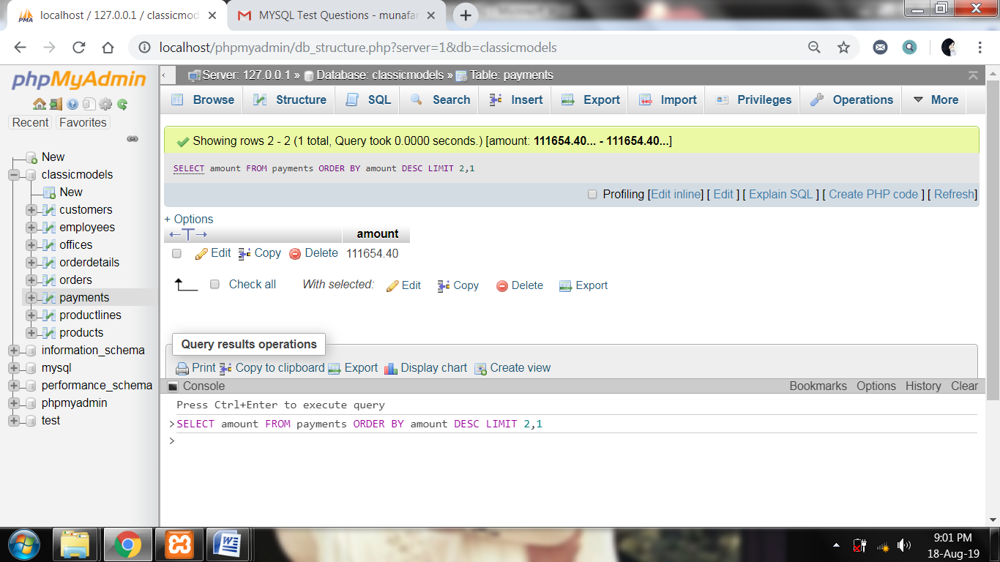 localhost / 127.0.0.1 / classicmod
MYSQL Test Questions - munafar
localhost/phpmyadmin/db_structure.php?server=1&db=classicmodels
phpMyAdmin
Recent Favorites
New
classicmodels
New
customers
employees
offices
orderdetails
orders
payments
productlines
products
information_schema
mysql
performance_schema
phpmyadmin
test
Server: 127.0.0.1 » Database: classicmodels » Table: payments
Browse Structure SQL Search Insert Export Import Privileges Operations More
Showing rows 2 - 2 (1 total, Query took 0.0000 seconds.) [amount: 111654.40... - 111654.40...]
SELECT amount FROM payments ORDER BY amount DESC LIMIT 2,1
Profiling [Edit inline] [ Edit ] [ Explain SQL ] [ Create PHP code ] [ Refresh]
+ Options
←T→ amount
Edit Copy Delete 111654.40
Check all With selected: Edit Copy Delete Export
Query results operations
Print Copy to clipboard Export Display chart Create view
Console Bookmarks Options History Clear
Press Ctrl+Enter to execute query
>SELECT amount FROM payments ORDER BY amount DESC LIMIT 2,1
>
9:01 PM
18-Aug-19